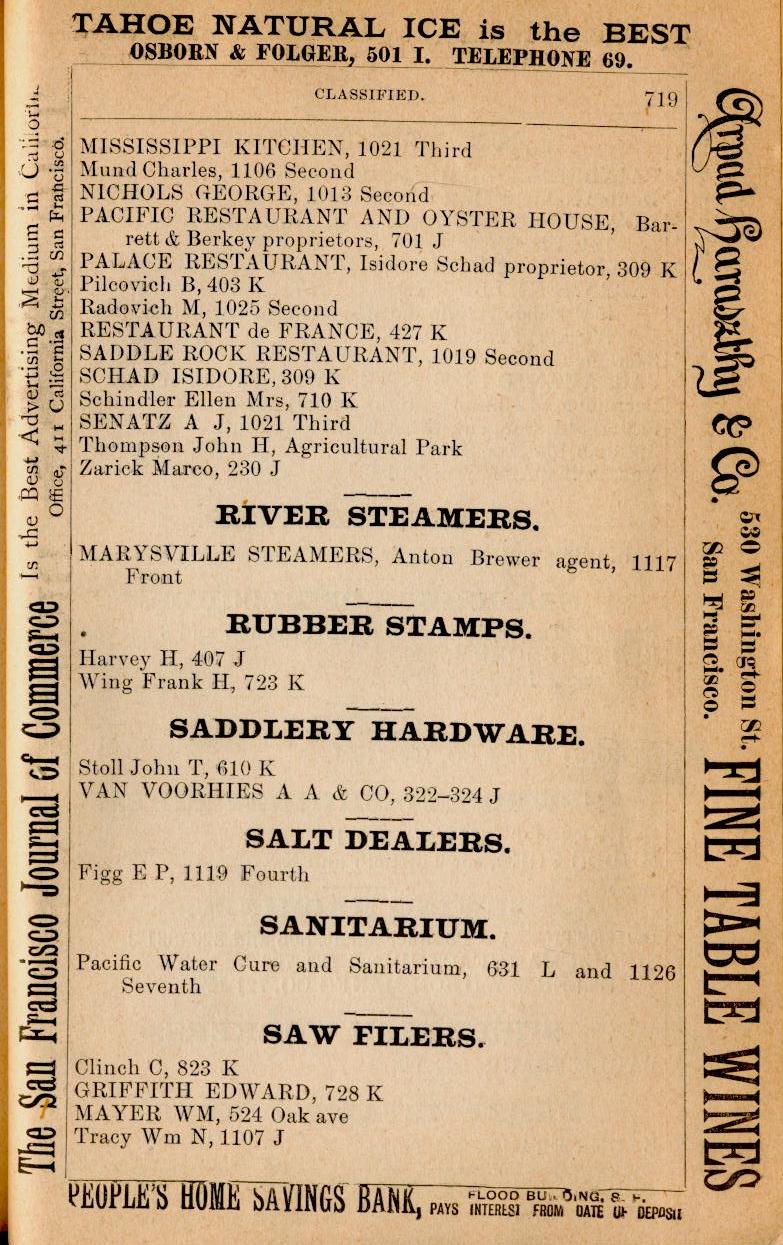 TAHOE NATURAL ICE is the BEST
OSBORN & FOLGER, 501 I. TELEPHONE 69.
CLASSIFIED. 719
MISSISSIPPI KITCHEN, 1021 Third
Mund Charles, 1106 Second
NICHOLS GEORGE, 1013 Second
PACIFIC RESTAURANT AND OYSTER HOUSE, Bar-
rett & Berkey proprietors, 701 J
PALACE RESTAURANT, Isidore Schad proprietor, 309 K
Pilcovich B, 403 K
Radovich M, 1025 Second
RESTAURANT de FRANCE, 427 K
SADDLE ROCK RESTAURANT, 1019 Second
SCHAD ISIDORE, 309 K
Schindler Ellen Mrs, 710 K
SENATZ A J, 1021 Third
Thompson John H, Agricultural Park
Zarick Marco, 230 J
RIVER STEAMERS.
MARYSVILLE STEAMERS, Anton Brewer agent, 1117
Front
RUBBER STAMPS.
Harvey H, 407 J
Wing Frank H, 723 K
SADDLERY HARDWARE.
Stoll John T, 610 K
VAN VOORHIES A A & CO, 322–324 J
SALT DEALERS.
Figg E P, 1119 Fourth
SANITARIUM.
Pacific Water Cure and Sanitarium, 631 L and 1126
Seventh
SAW FILERS.
Clinch C, 823 K
GRIFFITH EDWARD, 728 K
MAYER WM, 524 Oak ave
Tracy Wm N, 1107 J
PEOPLE'S HOME SAVINGS BANK, FLOOD BUILDING, S. F.
PAYS INTEREST FROM DATE OF DEPOSIT
The San Francisco Journal of Commerce Is the Best Advertising Medium in
Office, 411 California Street, San Francisco.
Arpad Haraszthy & Co. 530 Washington St.
San Francisco.
FINE TABLE WINES